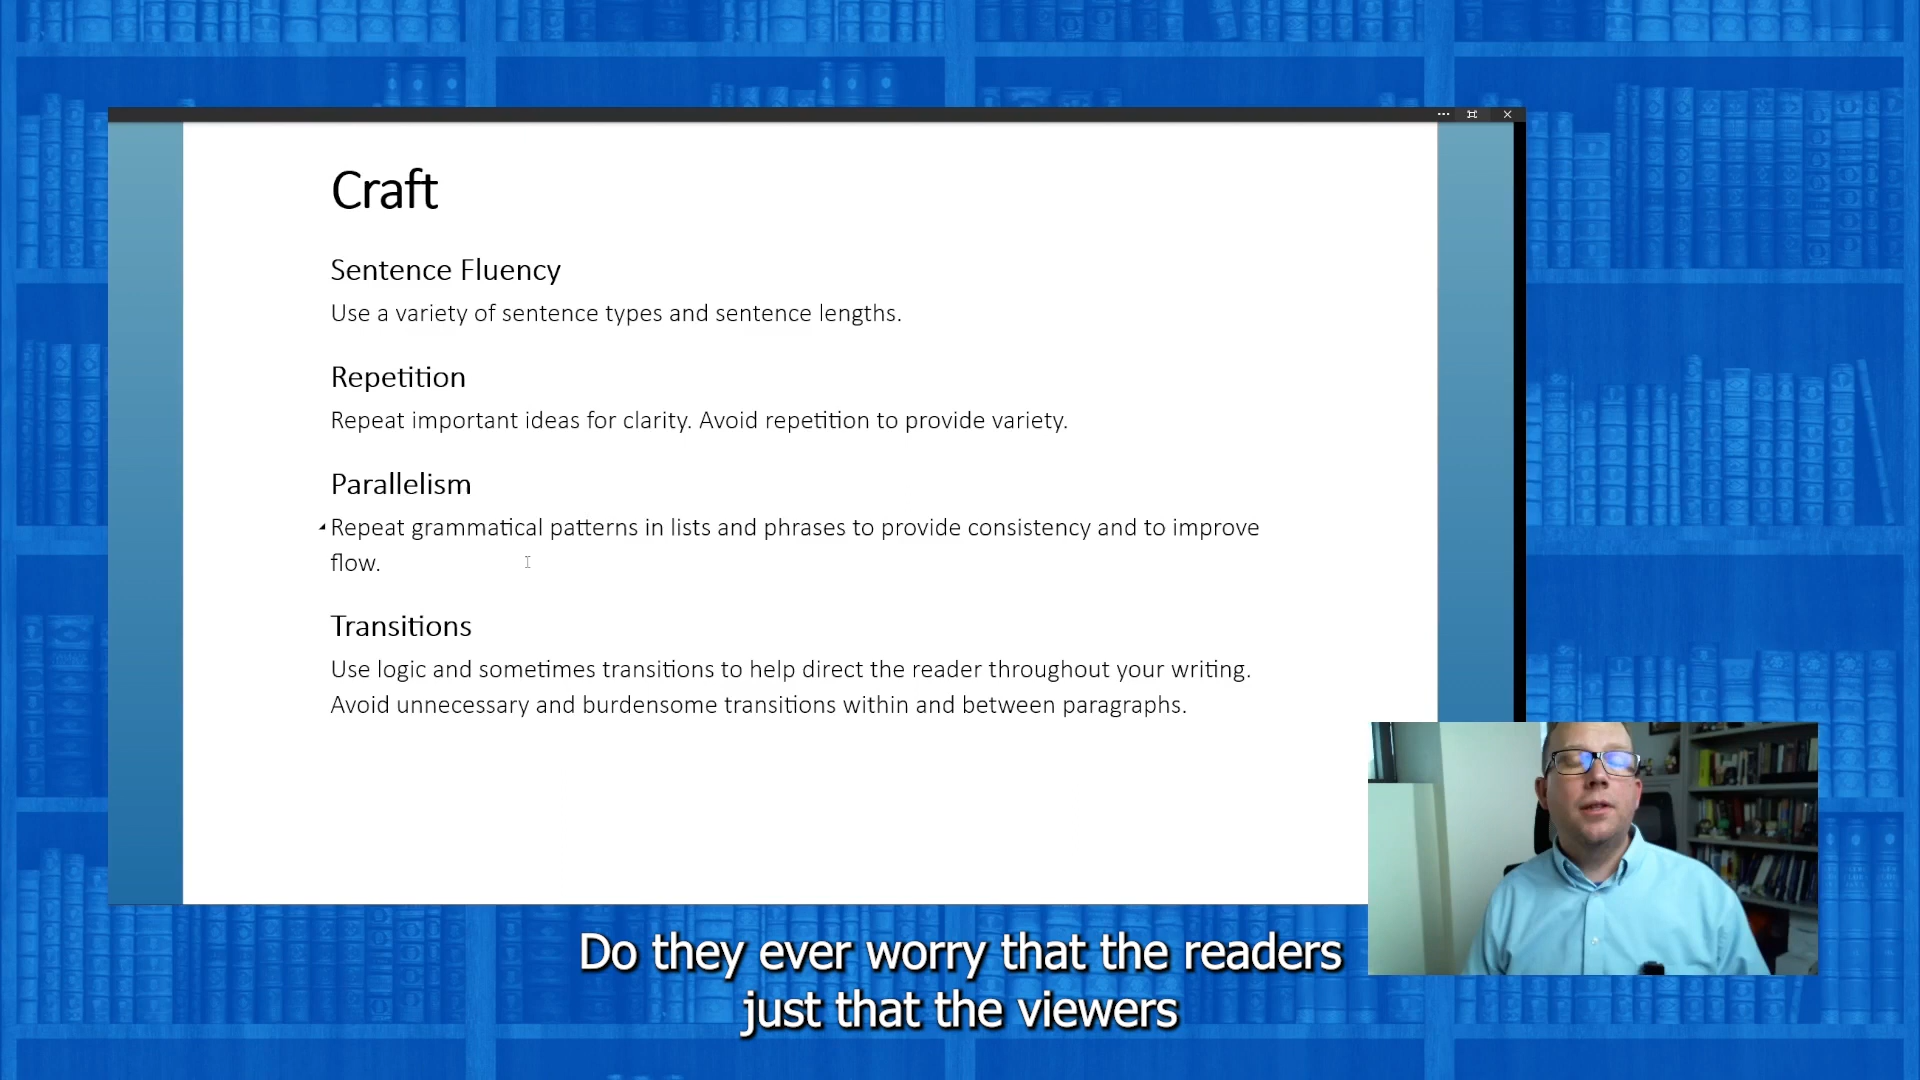 Craft
Sentence Fluency
Use a variety of sentence types and sentence lengths.
Repetition
Repeat important ideas for clarity. Avoid repetition to provide variety.
Parallelism
Repeat grammatical patterns in lists and phrases to provide consistency and to improve
flow.
Transitions
Use logic and sometimes transitions to help direct the reader throughout your writing.
Avoid unnecessary and burdensome transitions within and between paragraphs.
Do they ever worry that the readers
just that the viewers